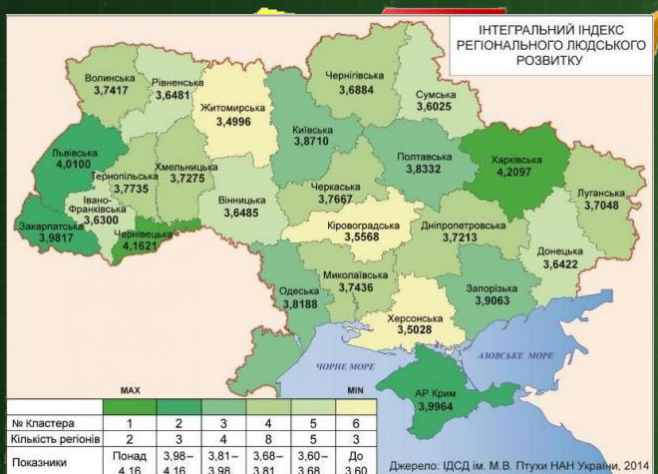 ІНТЕГРАЛЬНИЙ ІНДЕКС
РЕГІОНАЛЬНОГО ЛЮДСЬКОГО
РОЗВИТКУ
Волинська
3,7417
Рівненська
3,6481
Житомирська
3,4996
Чернігівська
3,6884
Сумська
3,6025
Київська
3,8710
Львівська
4,0100
Тернопільська
3,7735
Хмельницька
3,7275
Полтавська
3,8332
Харківська
4,2097
Луганська
3,7048
Черкаська
3,7667
Вінницька
3,6485
Івано-
Франківська
3,6300
Закарпатська
3,9817
Чернівецька
4,1621
Кіровоградська
3,5568
Дніпропетровська
3,7213
Донецька
3,6422
Одеська
3,8188
Миколаївська
3,7436
Запорізька
3,9063
Херсонська
3,5028
ЧОРНЕ МОРЕ
АЗОВСЬКЕ МОРЕ
АР Крим
3,9964
MAX MIN
№ Кластера 1 2 3 4 5 6
Кількість регіонів 2 3 4 8 5 3
Показники Понад 3,98– 3,81– 3,68– 3,60– До
4,16 4,16 3,98 3,81 3,68 3,60
Джерело: ІДСД ім. М.В. Птухи НАН України, 2014